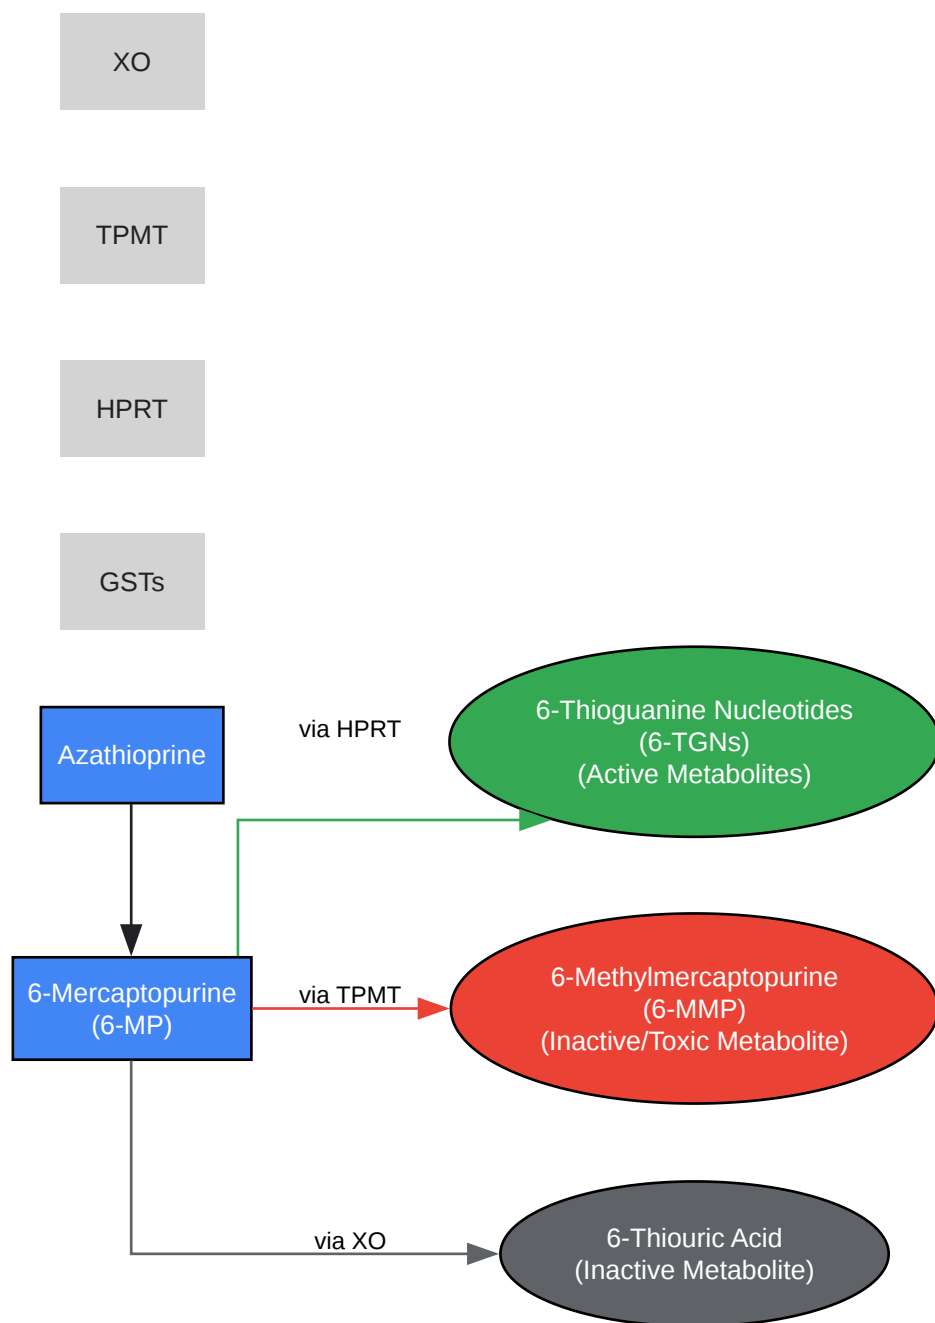 XO
TPMT
HPRT
GSTs
Azathioprine
via HPRT
6-Thioguanine Nucleotides
(6-TGNs)
(Active Metabolites)
6-Mercaptopurine
(6-MP)
via TPMT
6-Methylmercaptopurine
(6-MMP)
(Inactive/Toxic Metabolite)
via XO
6-Thiouric Acid
(Inactive Metabolite)